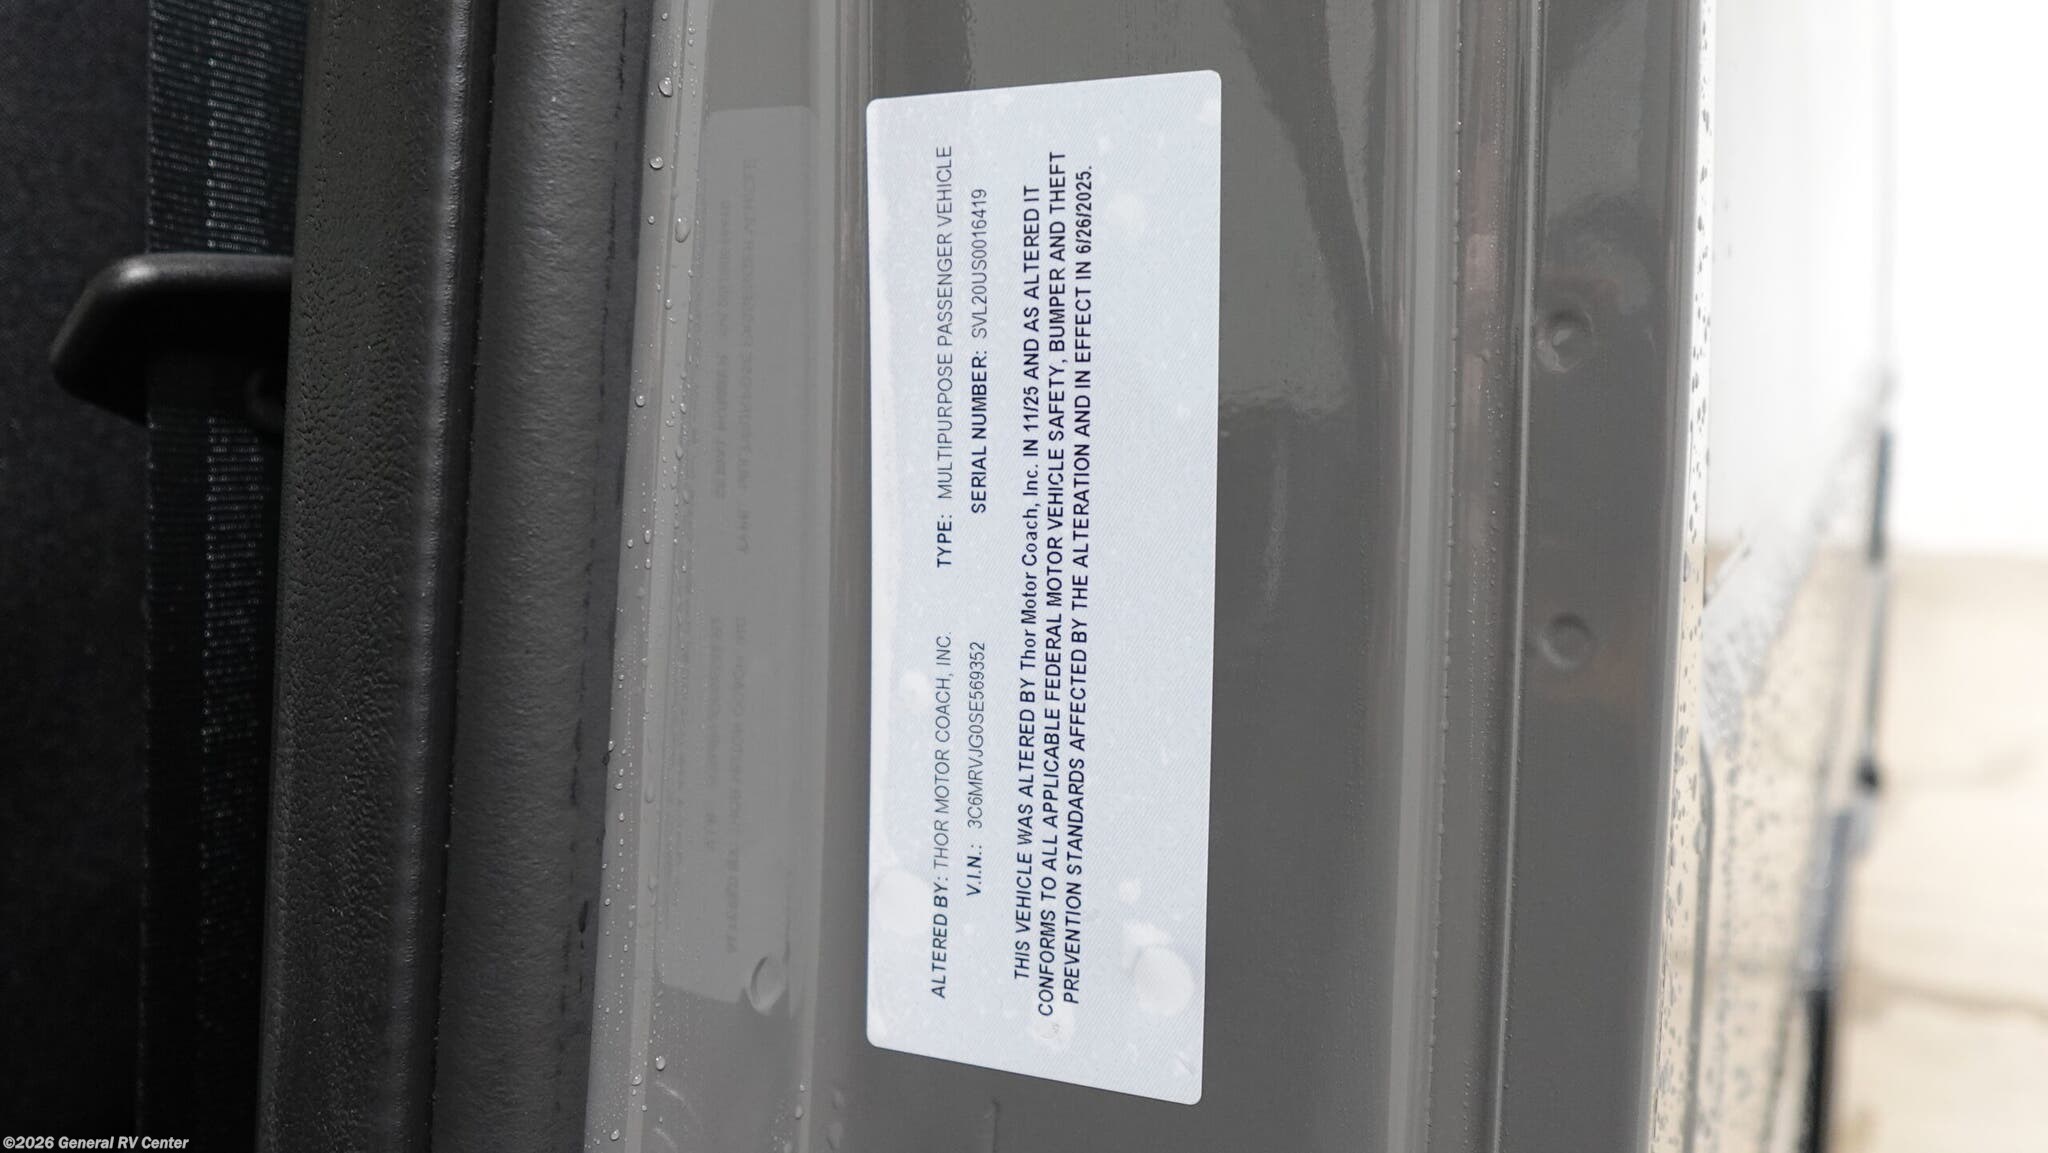 ALTERED BY: THOR MOTOR COACH, INC. TYPE: MULTIPURPOSE PASSENGER VEHICLE
V.I.N.: 3C6MRVJG0SE569352 SERIAL NUMBER: SVL20US0016419
THIS VEHICLE WAS ALTERED BY Thor Motor Coach, Inc. IN 11/25 AND AS ALTERED IT
CONFORMS TO ALL APPLICABLE FEDERAL MOTOR VEHICLE SAFETY, BUMPER AND THEFT
PREVENTION STANDARDS AFFECTED BY THE ALTERATION AND IN EFFECT IN 6/26/2025.
©2026 General RV Center